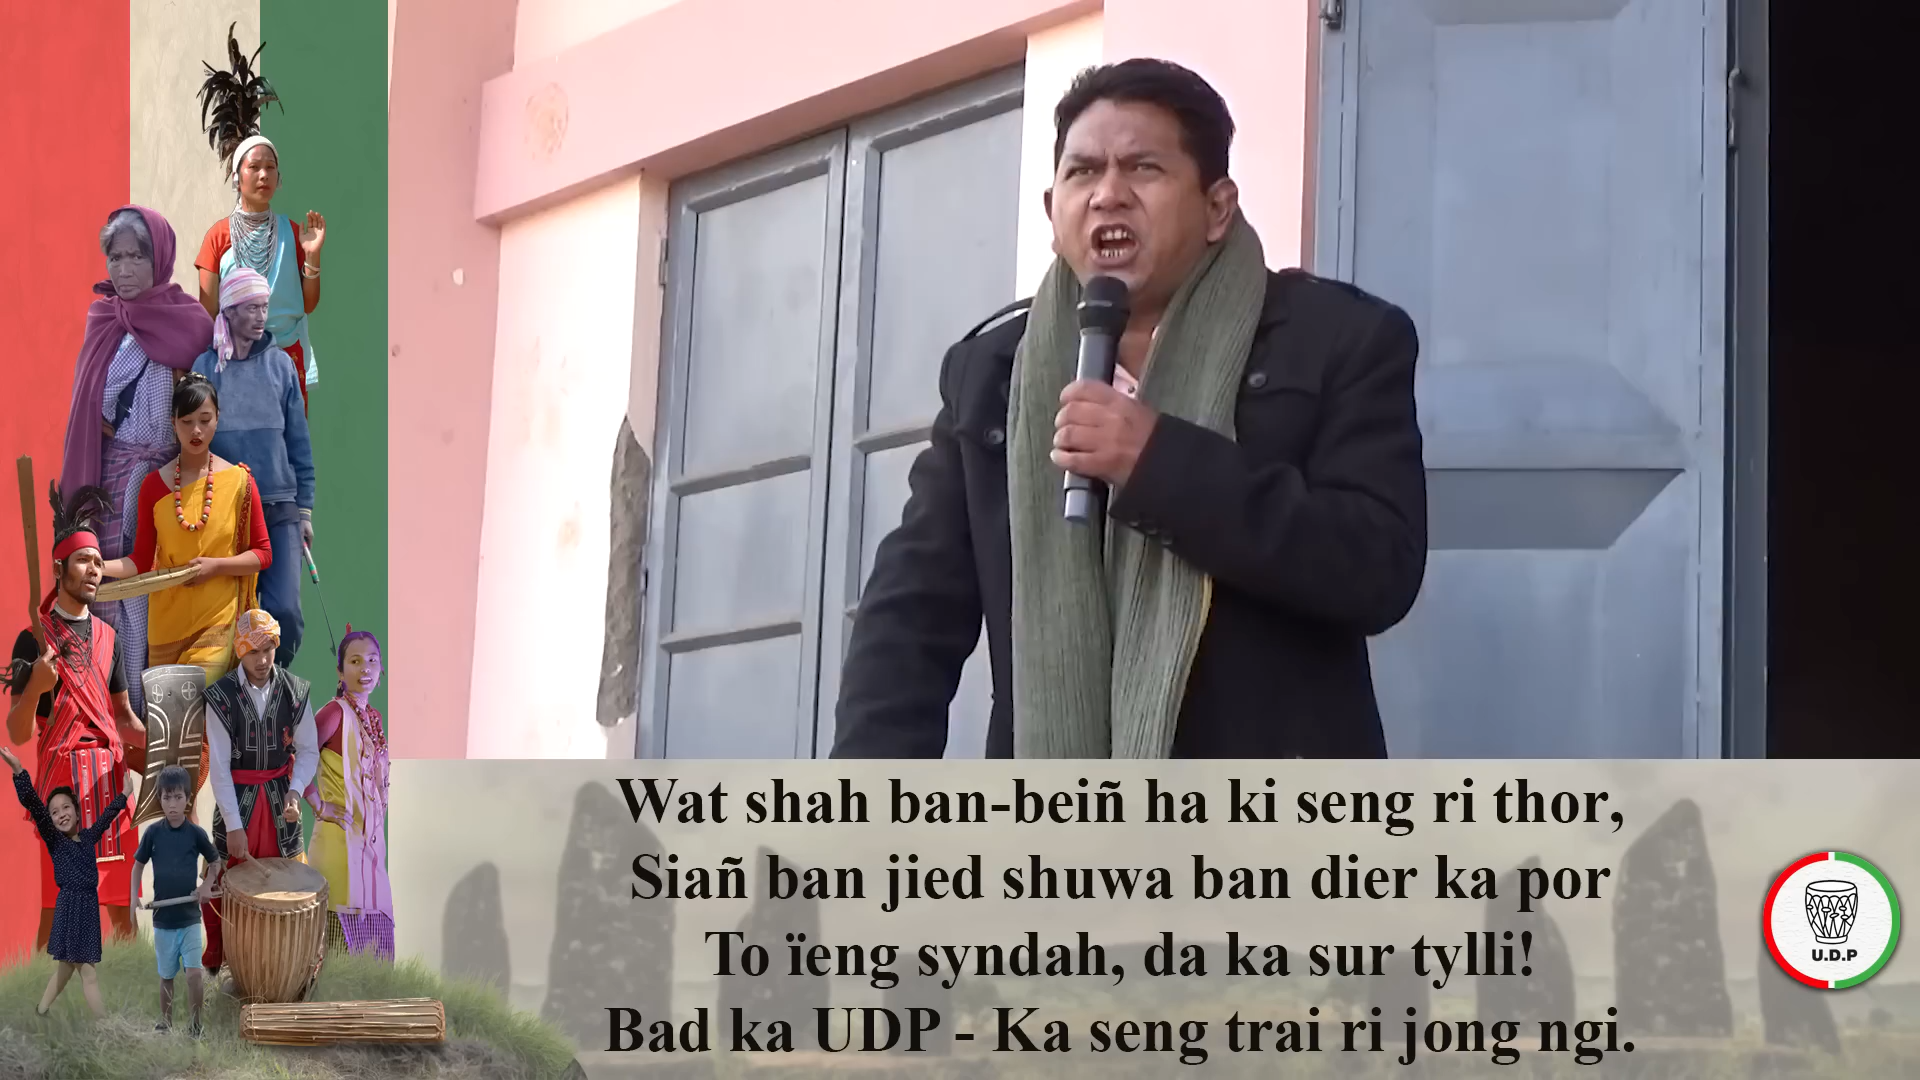 Wat shah ban-beiñ ha ki seng ri thor,
Siañ ban jied shuwa ban dier ka por
To ïeng syndah, da ka sur tylli!
Bad ka UDP - Ka seng trai ri jong ngi.
U.D.P